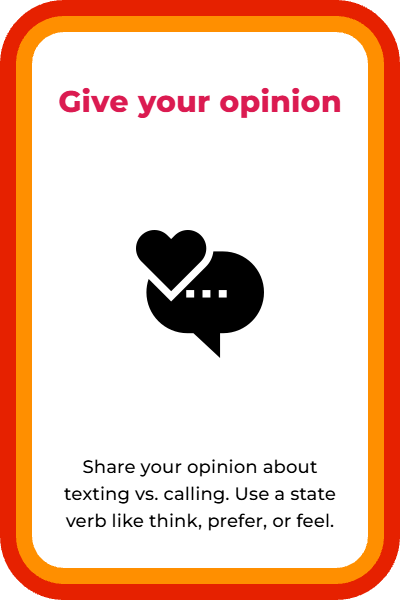 Give your opinion
Share your opinion about
texting vs. calling. Use a state
verb like think, prefer, or feel.